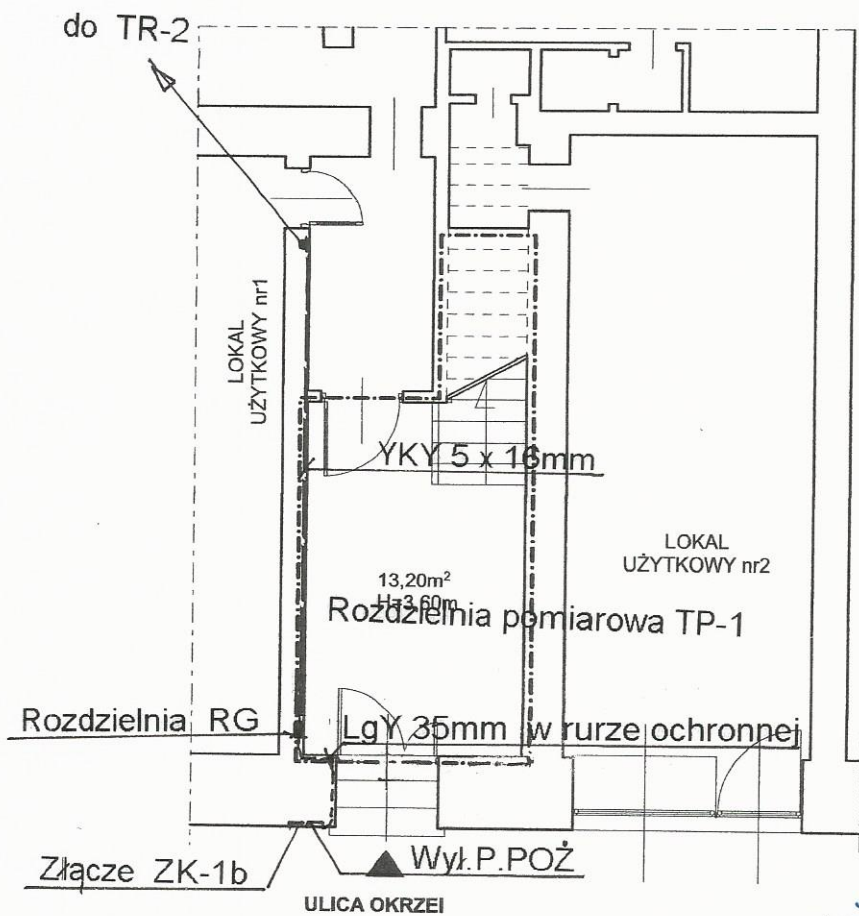 do TR-2
LOKAL
UŻYTKOWY nr1
YKY 5 x 16mm
LOKAL
UŻYTKOWY nr2
13,20m²
H=3,60m
Rozdzielnia pomiarowa TP-1
Rozdzielnia RG
LgY 35mm w rurze ochronnej
Złącze ZK-1b
Wył.P.POŻ
ULICA OKRZEI